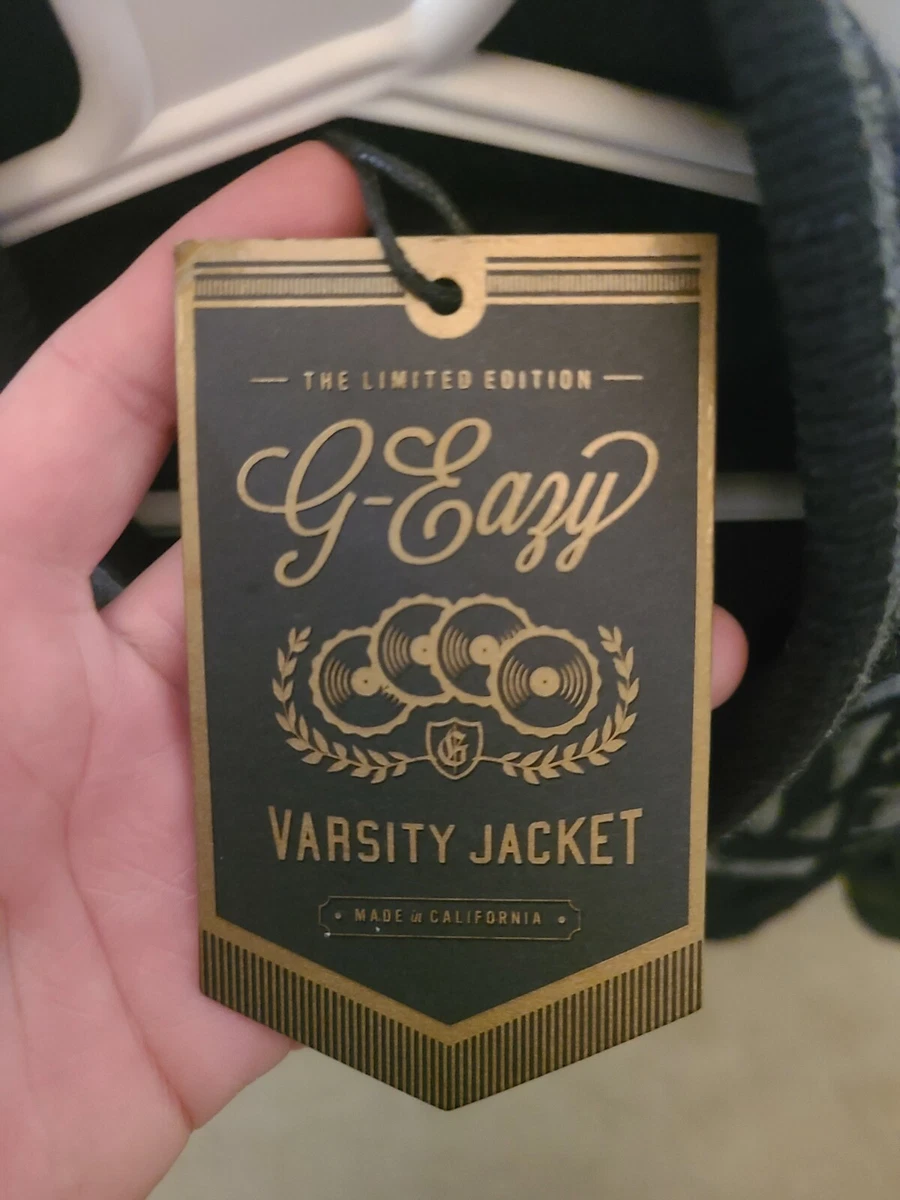 THE LIMITED EDITION
G-Eazy
G
VARSITY JACKET
MADE in CALIFORNIA